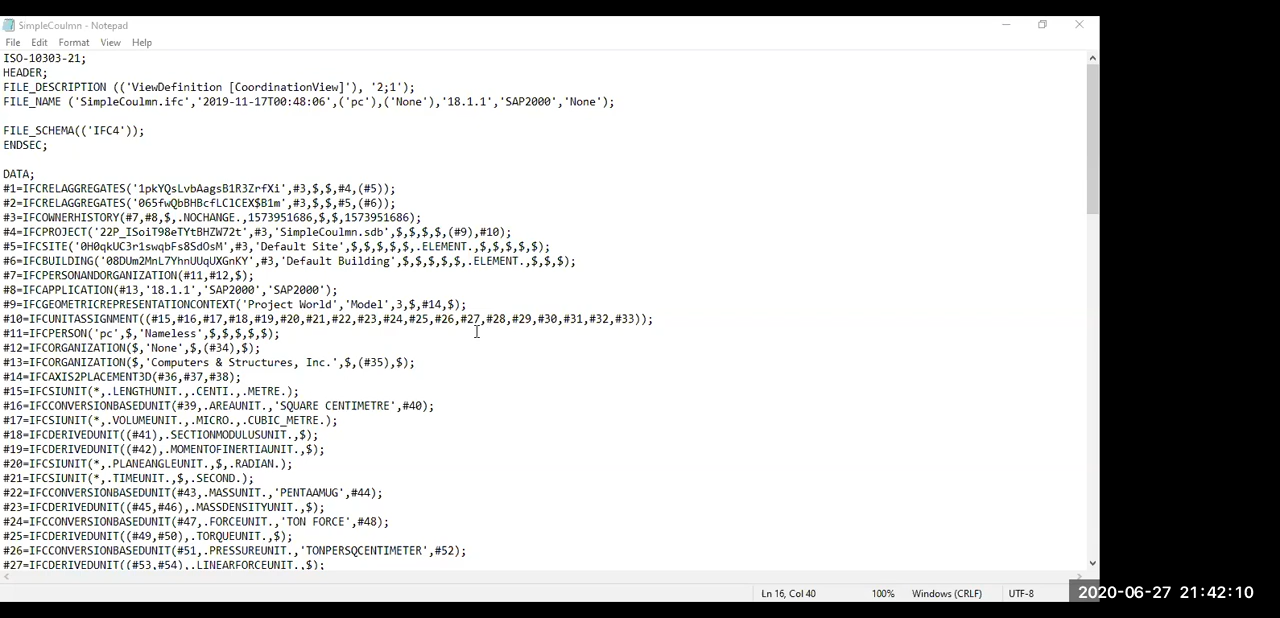 SimpleCoulmn - Notepad
File Edit Format View Help
ISO-10303-21;
HEADER;
FILE_DESCRIPTION (('ViewDefinition [CoordinationView]'), '2;1');
FILE_NAME ('SimpleCoulmn.ifc','2019-11-17T00:48:06',('pc'),('None'),'18.1.1','SAP2000','None');
FILE_SCHEMA(('IFC4'));
ENDSEC;
DATA;
#1=IFCRELAGGREGATES('1pkYQsLvbAagsB1R3ZrfXi',#3,$,$,#4,(#5));
#2=IFCRELAGGREGATES('065fwQbBHBcfLClCEX$B1m',#3,$,$,#5,(#6));
#3=IFCOWNERHISTORY(#7,#8,$,.NOCHANGE.,1573951686,$,$,1573951686);
#4=IFCPROJECT('22P_ISoiT98eTYtBHZW72t',#3,'SimpleCoulmn.sdb',$,$,$,$,(#9),#10);
#5=IFCSITE('0H0qkUC3r1swqbFs8SdOsM',#3,'Default Site',$,$,$,$,$,.ELEMENT.,$,$,$,$,$);
#6=IFCBUILDING('08DUm2MnL7YhnUUqUXGnKY',#3,'Default Building',$,$,$,$,$,.ELEMENT.,$,$,$);
#7=IFCPERSONANDORGANIZATION(#11,#12,$);
#8=IFCAPPLICATION(#13,'18.1.1','SAP2000','SAP2000');
#9=IFCGEOMETRICREPRESENTATIONCONTEXT('Project World','Model',3,$,#14,$);
#10=IFCUNITASSIGNMENT((#15,#16,#17,#18,#19,#20,#21,#22,#23,#24,#25,#26,#27,#28,#29,#30,#31,#32,#33));
#11=IFCPERSON('pc',$,'Nameless',$,$,$,$,$);
#12=IFCORGANIZATION($,'None',$,(#34),$);
#13=IFCORGANIZATION($,'Computers & Structures, Inc.',$,(#35),$);
#14=IFCAXIS2PLACEMENT3D(#36,#37,#38);
#15=IFCSIUNIT(*,.LENGTHUNIT.,.CENTI.,.METRE.);
#16=IFCCONVERSIONBASEDUNIT(#39,.AREAUNIT.,'SQUARE CENTIMETRE',#40);
#17=IFCSIUNIT(*,.VOLUMEUNIT.,.MICRO.,.CUBIC_METRE.);
#18=IFCDERIVEDUNIT((#41),.SECTIONMODULUSUNIT.,$);
#19=IFCDERIVEDUNIT((#42),.MOMENTOFINERTIAUNIT.,$);
#20=IFCSIUNIT(*,.PLANEANGLEUNIT.,$,.RADIAN.);
#21=IFCSIUNIT(*,.TIMEUNIT.,$,.SECOND.);
#22=IFCCONVERSIONBASEDUNIT(#43,.MASSUNIT.,'PENTAAMUG',#44);
#23=IFCDERIVEDUNIT((#45,#46),.MASSDENSITYUNIT.,$);
#24=IFCCONVERSIONBASEDUNIT(#47,.FORCEUNIT.,'TON FORCE',#48);
#25=IFCDERIVEDUNIT((#49,#50),.TORQUEUNIT.,$);
#26=IFCCONVERSIONBASEDUNIT(#51,.PRESSUREUNIT.,'TONPERSQCENTIMETER',#52);
#27=IFCDERIVEDUNIT((#53,#54),.LINEARFORCEUNIT.,$);
Ln 16, Col 40 100% Windows (CRLF) UTF-8
2020-06-27 21:42:10